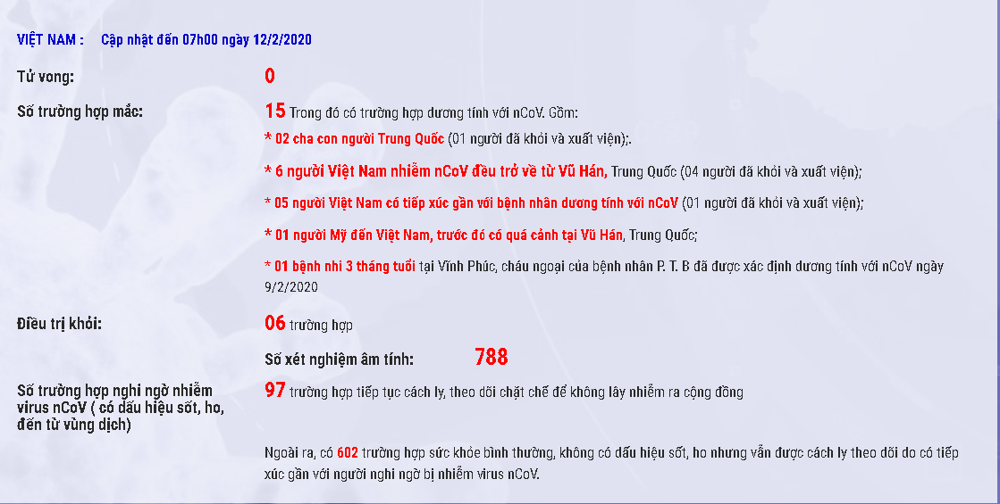 VIỆT NAM : Cập nhật đến 07h00 ngày 12/2/2020
Tử vong: 0
Số trường hợp mắc: 15 Trong đó có trường hợp dương tính với nCoV. Gồm:
* 02 cha con người Trung Quốc (01 người đã khỏi và xuất viện);.
* 6 người Việt Nam nhiễm nCoV đều trở về từ Vũ Hán, Trung Quốc (04 người đã khỏi và xuất viện);
* 05 người Việt Nam có tiếp xúc gần với bệnh nhân dương tính với nCoV (01 người đã khỏi và xuất viện);
* 01 người Mỹ đến Việt Nam, trước đó có quá cảnh tại Vũ Hán, Trung Quốc;
* 01 bệnh nhi 3 tháng tuổi tại Vĩnh Phúc, cháu ngoại của bệnh nhân P. T. B đã được xác định dương tính với nCoV ngày
9/2/2020
Điều trị khỏi: 06 trường hợp
Số xét nghiệm âm tính: 788
Số trường hợp nghi ngờ nhiễm
virus nCoV ( có dấu hiệu sốt, ho,
đến từ vùng dịch)
97 trường hợp tiếp tục cách ly, theo dõi chặt chẽ để không lây nhiễm ra cộng đồng
Ngoài ra, có 602 trường hợp sức khỏe bình thường, không có dấu hiệu sốt, ho nhưng vẫn được cách ly theo dõi do có tiếp
xúc gần với người nghi ngờ bị nhiễm virus nCoV.